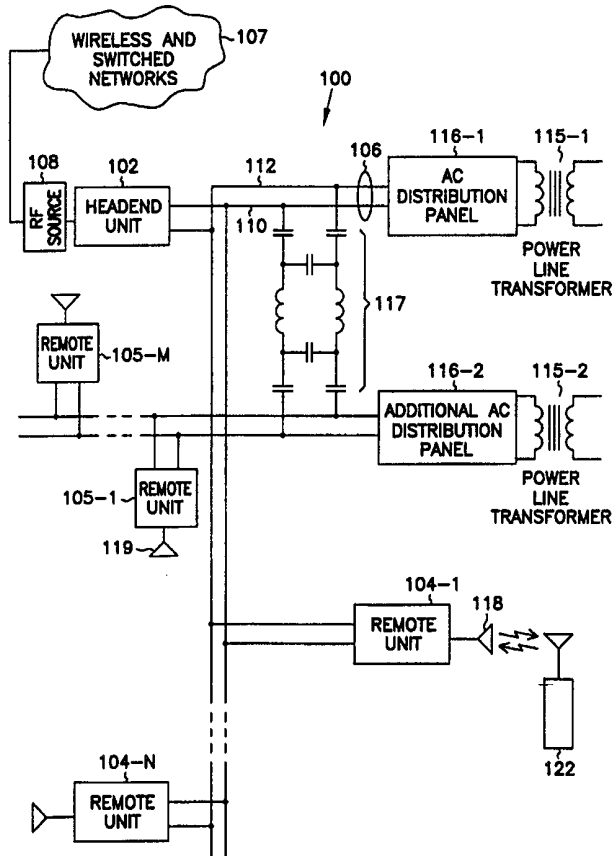 WIRELESS AND
SWITCHED
NETWORKS
107
100
108
RF
SOURCE
102
HEADEND
UNIT
112
110
106
116-1
AC
DISTRIBUTION
PANEL
115-1
POWER
LINE
TRANSFORMER
117
REMOTE
UNIT
105-M
116-2
ADDITIONAL AC
DISTRIBUTION
PANEL
115-2
POWER
LINE
TRANSFORMER
105-1
REMOTE
UNIT
119
104-1
REMOTE
UNIT
118
122
104-N
REMOTE
UNIT